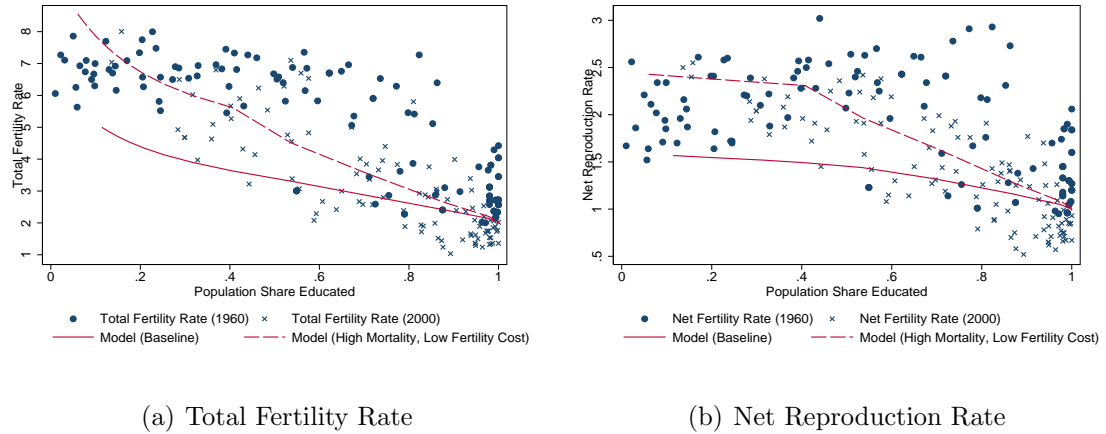 Total Fertility Rate
8
7
6
5
4
3
2
1
0 .2 .4 .6 .8 1
Population Share Educated
Total Fertility Rate (1960) Total Fertility Rate (2000)
Model (Baseline) Model (High Mortality, Low Fertility Cost)
(a) Total Fertility Rate
Net Reproduction Rate
3
2.5
2
1.5
1
.5
0 .2 .4 .6 .8 1
Population Share Educated
Net Fertility Rate (1960) Net Fertility Rate (2000)
Model (Baseline) Model (High Mortality, Low Fertility Cost)
(b) Net Reproduction Rate